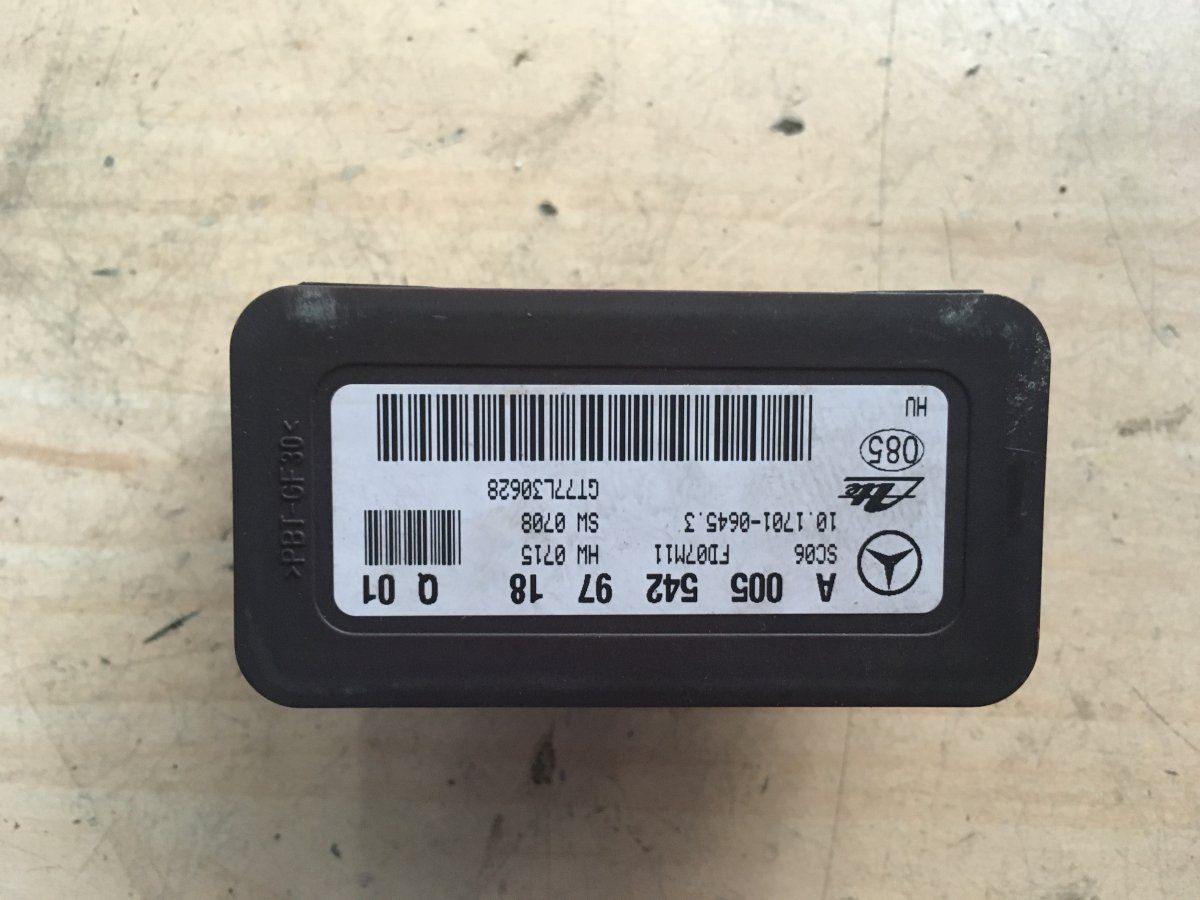 A 005 542 97 18 Q 01
SC06 FD07M11 HW 0715
10.1701-0645.3 SW 0708
Ate
GT77L30628
085
HU
>PBT-GF30<